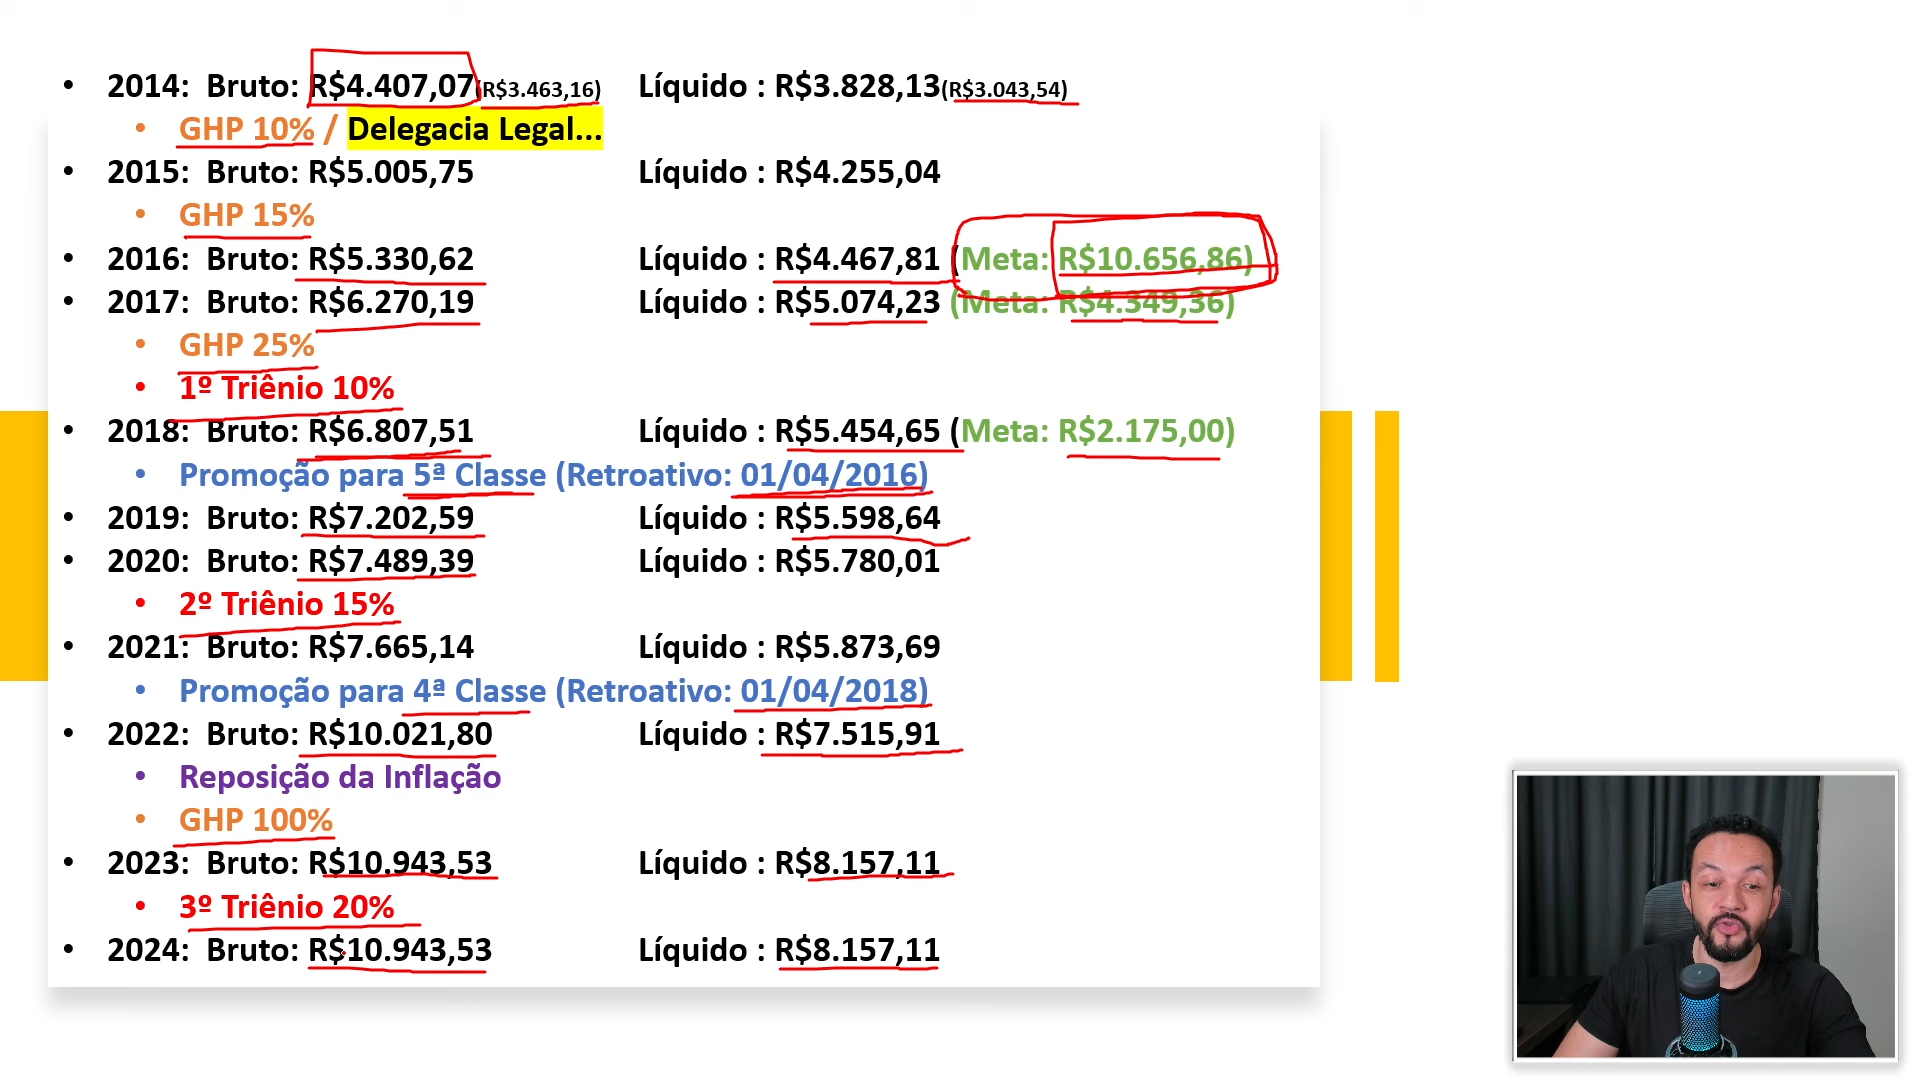 • 2014: Bruto: R$4.407,07(R$3.463,16) Líquido : R$3.828,13(R$3.043,54)
• GHP 10% / Delegacia Legal...
• 2015: Bruto: R$5.005,75 Líquido : R$4.255,04
• GHP 15%
• 2016: Bruto: R$5.330,62 Líquido : R$4.467,81 (Meta: R$10.656,86)
• 2017: Bruto: R$6.270,19 Líquido : R$5.074,23 (Meta: R$4.349,36)
• GHP 25%
• 1º Triênio 10%
• 2018: Bruto: R$6.807,51 Líquido : R$5.454,65 (Meta: R$2.175,00)
• Promoção para 5ª Classe (Retroativo: 01/04/2016)
• 2019: Bruto: R$7.202,59 Líquido : R$5.598,64
• 2020: Bruto: R$7.489,39 Líquido : R$5.780,01
• 2º Triênio 15%
• 2021: Bruto: R$7.665,14 Líquido : R$5.873,69
• Promoção para 4ª Classe (Retroativo: 01/04/2018)
• 2022: Bruto: R$10.021,80 Líquido : R$7.515,91
• Reposição da Inflação
• GHP 100%
• 2023: Bruto: R$10.943,53 Líquido : R$8.157,11
• 3º Triênio 20%
• 2024: Bruto: R$10.943,53 Líquido : R$8.157,11